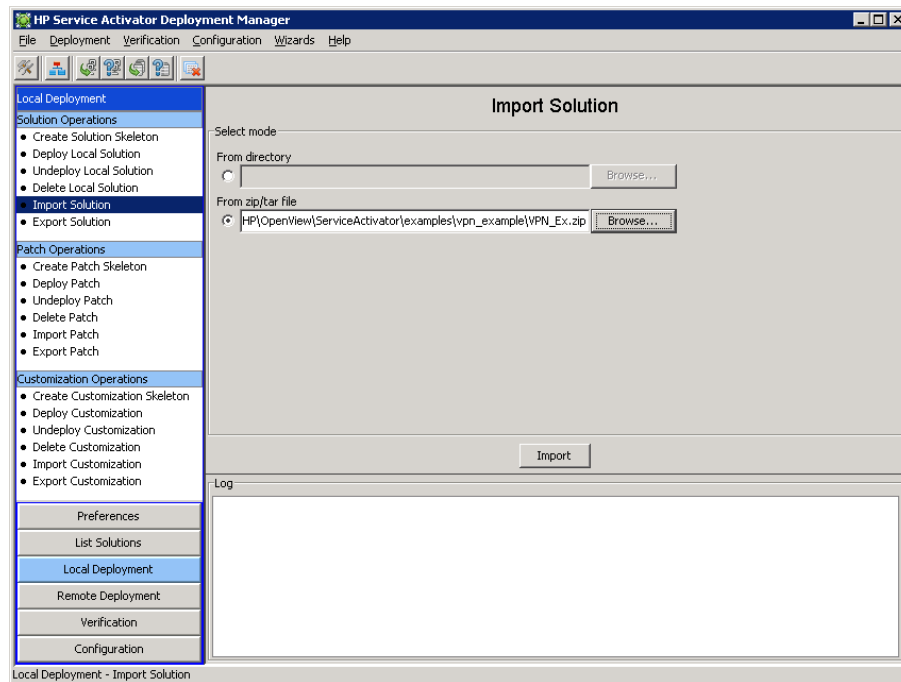 HP Service Activator Deployment Manager
File Deployment Verification Configuration Wizards Help
Local Deployment
Solution Operations
Create Solution Skeleton
Deploy Local Solution
Undeploy Local Solution
Delete Local Solution
Import Solution
Export Solution
Patch Operations
Create Patch Skeleton
Deploy Patch
Undeploy Patch
Delete Patch
Import Patch
Export Patch
Customization Operations
Create Customization Skeleton
Deploy Customization
Undeploy Customization
Delete Customization
Import Customization
Export Customization
Preferences
List Solutions
Local Deployment
Remote Deployment
Verification
Configuration
Import Solution
Select mode
From directory
Browse...
From zip/tar file
HP\OpenView\ServiceActivator\examples\vpn_example\VPN_Ex.zip Browse...
Import
Log
Local Deployment - Import Solution